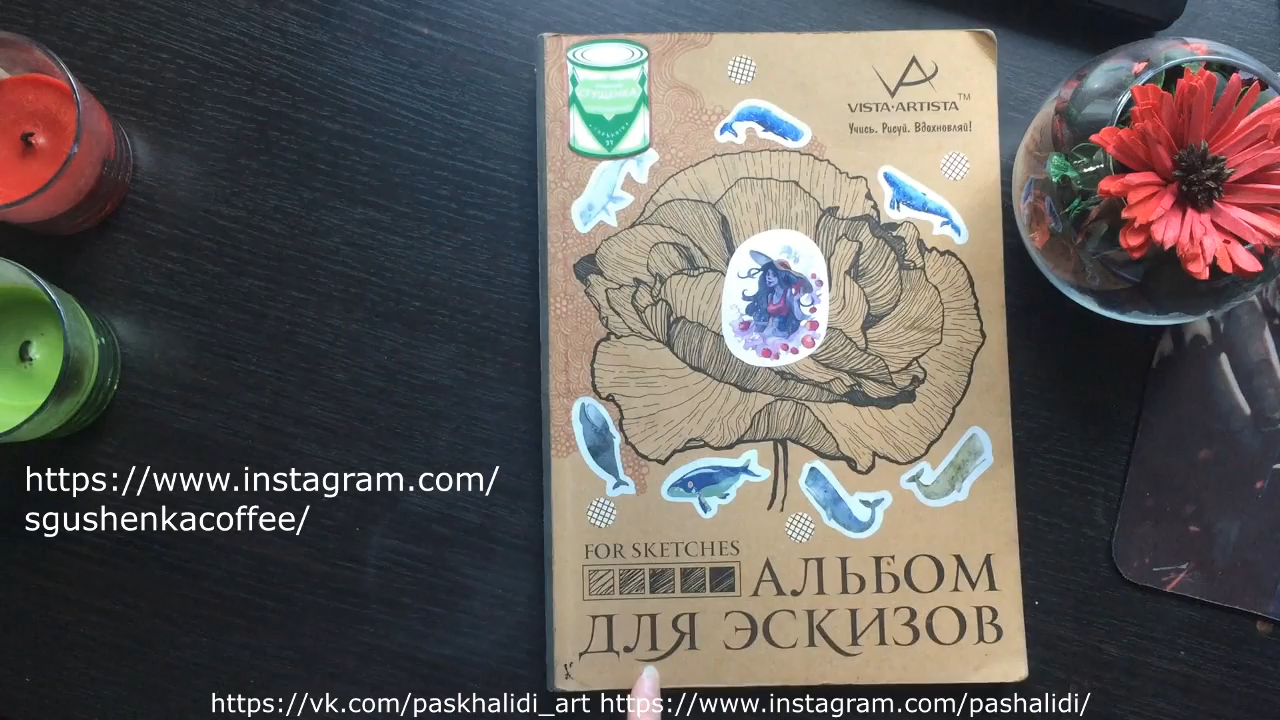 СГУЩЕНКА
VISTA-ARTISTA™
Учись. Рисуй. Вдохновляй!
https://www.instagram.com/
sgushenkacoffee/
FOR SKETCHES
АЛЬБОМ
ДЛЯ ЭСКИЗОВ
https://vk.com/paskhalidi_art https://www.instagram.com/pashalidi/